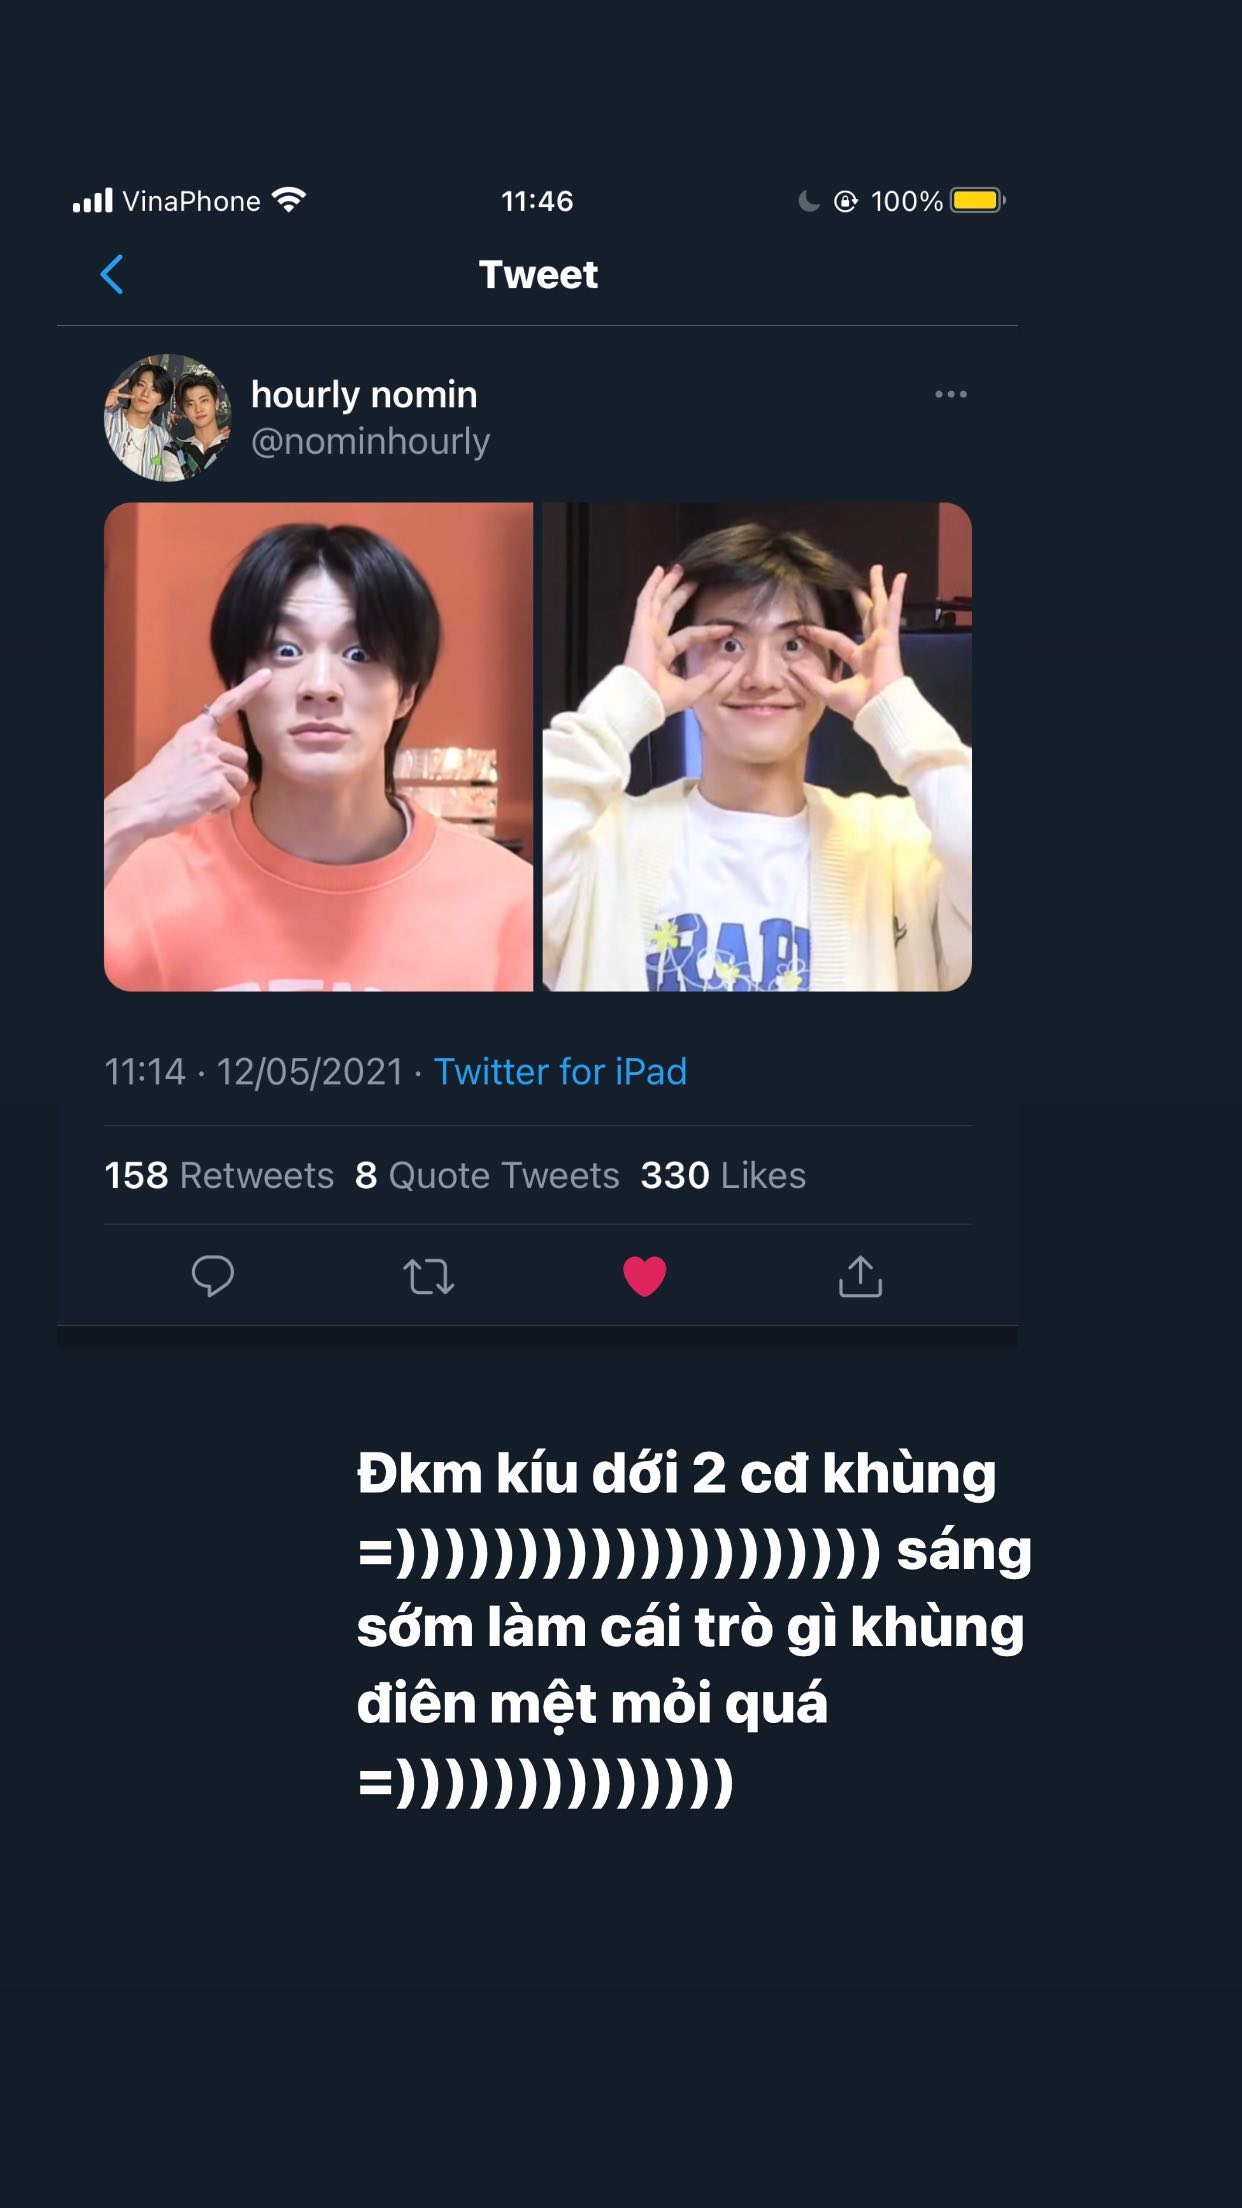 VinaPhone 11:46 100%
Tweet
hourly nomin
@nominhourly
11:14 · 12/05/2021 · Twitter for iPad
158 Retweets 8 Quote Tweets 330 Likes
Đkm kíu dới 2 cđ khùng
=)))))))))))))))))))) sáng
sớm làm cái trò gì khùng
điên mệt mỏi quá
=))))))))))))))